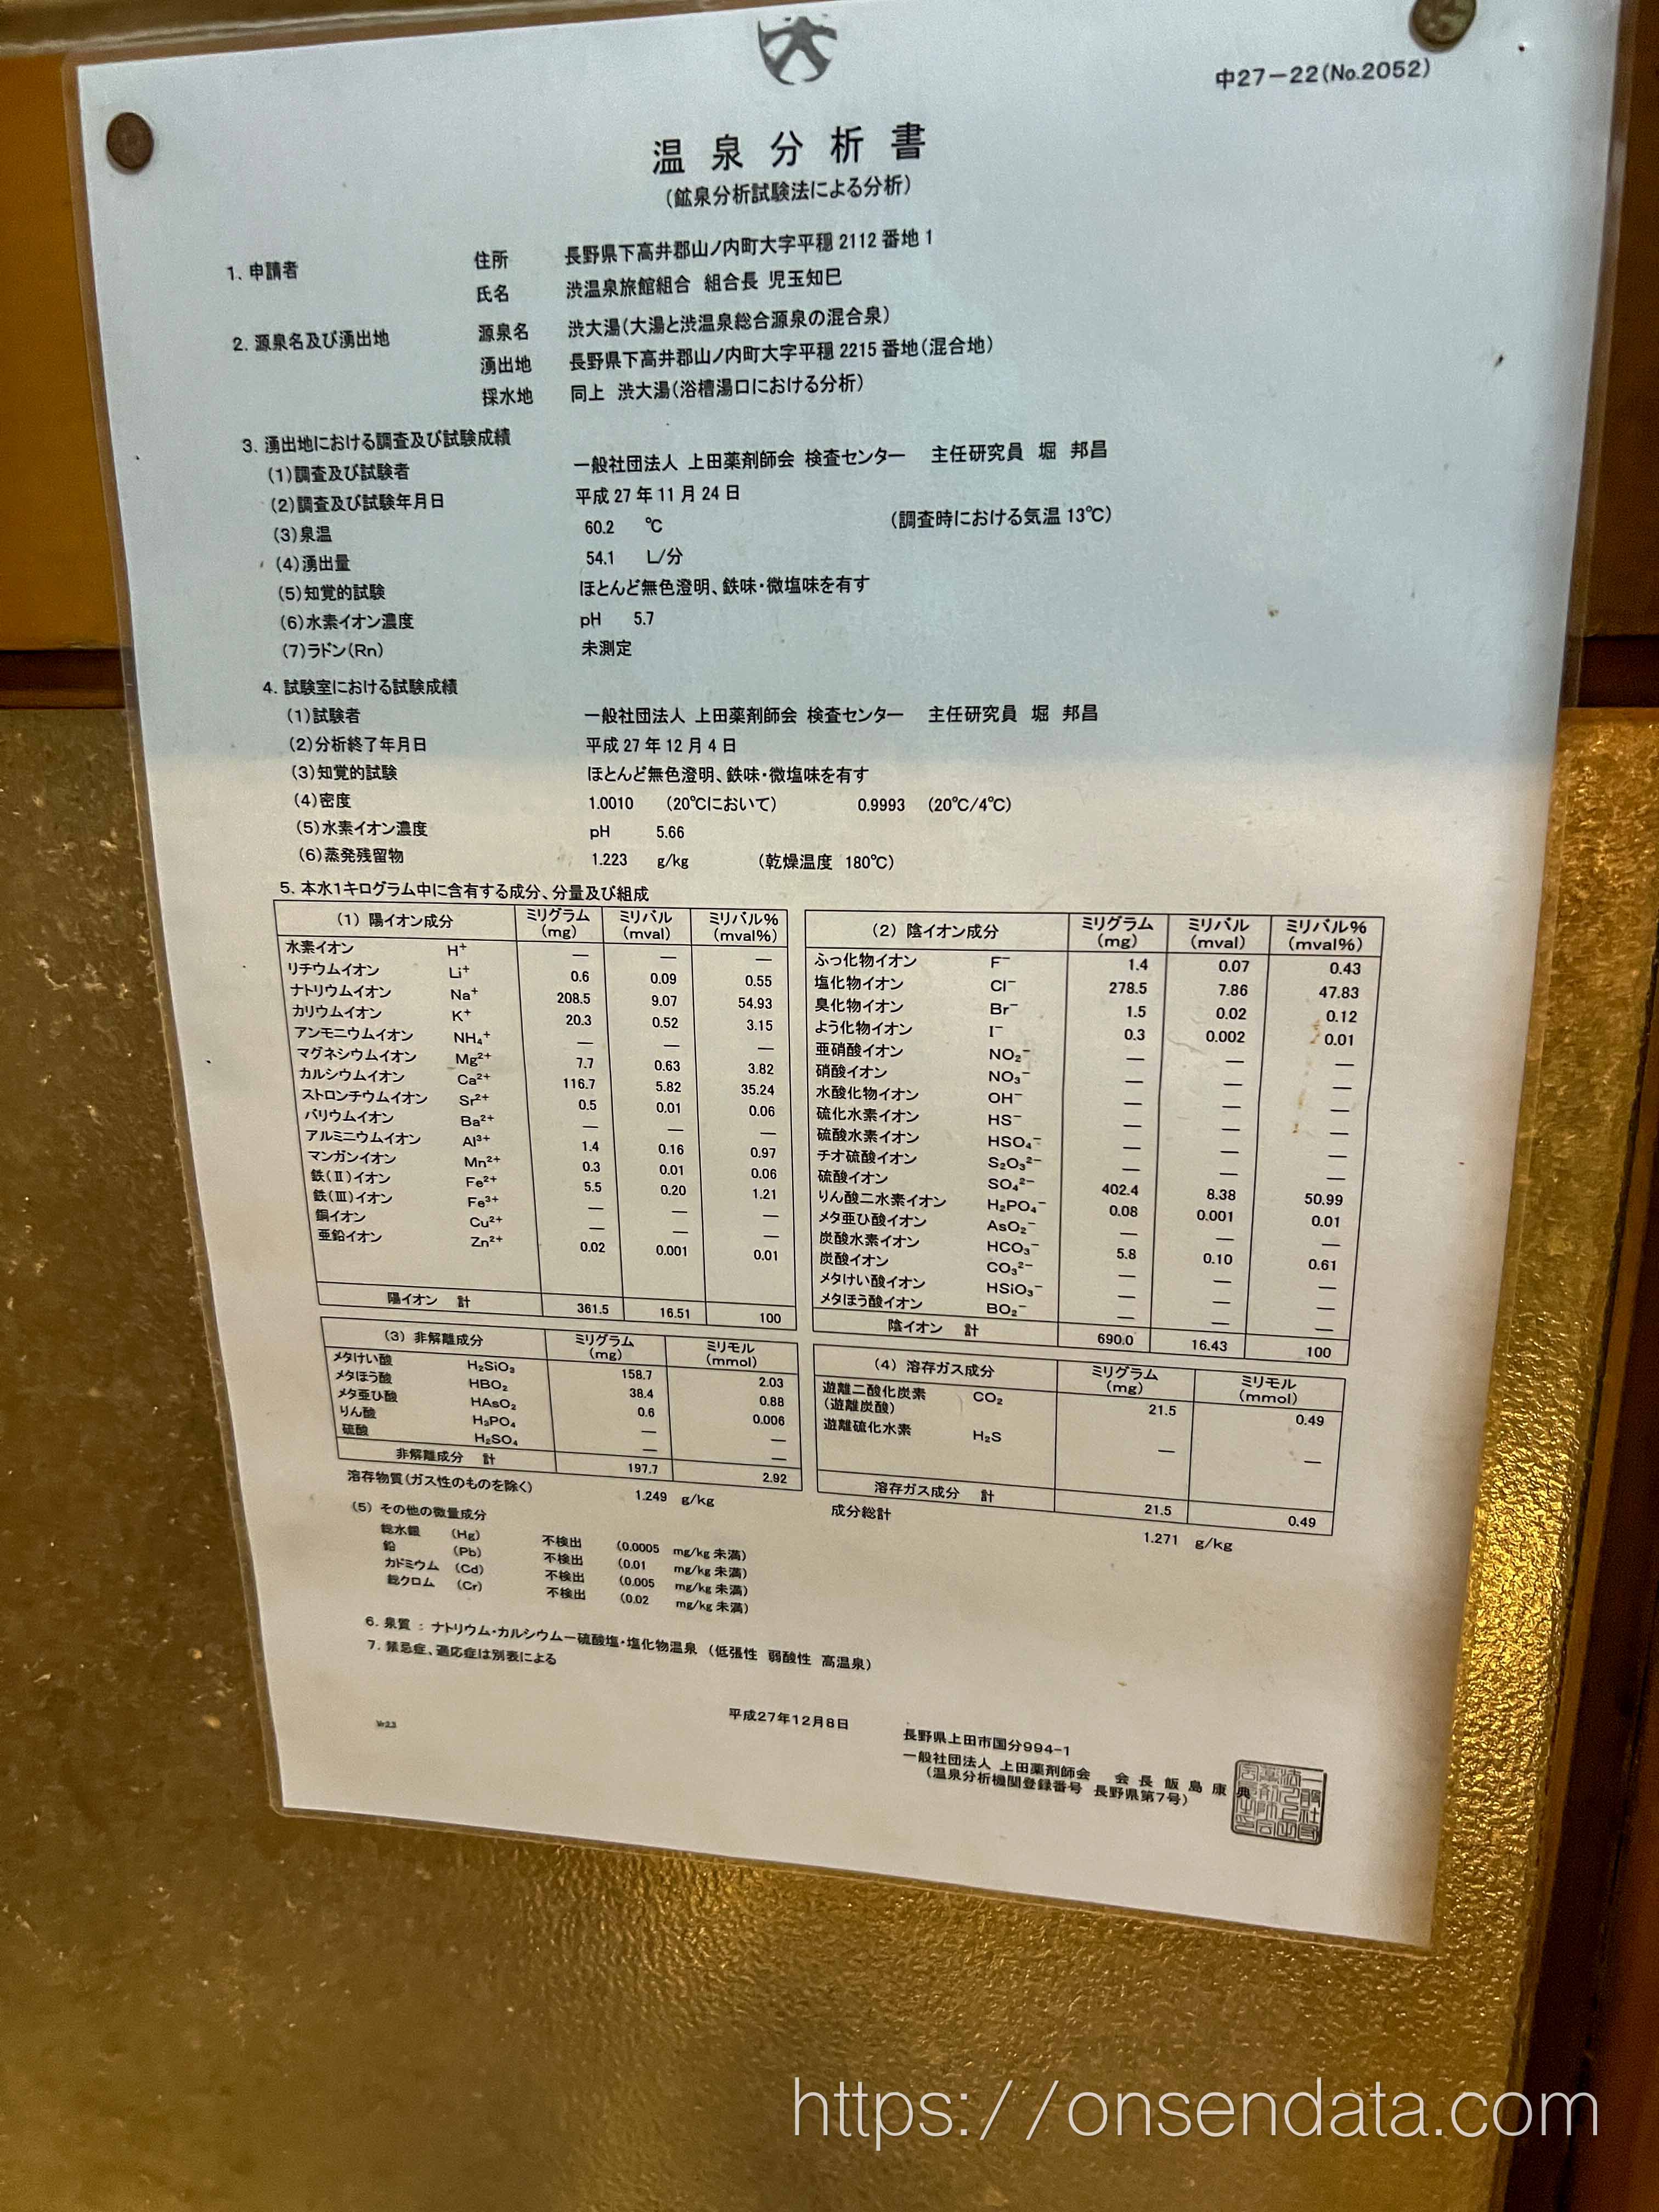 中27－22(No.2052)
温泉分析書
(鉱泉分析試験法による分析)
1. 申請者 住所 長野県下高井郡山ノ内町大字平穏 2112 番地 1
氏名 渋温泉旅館組合 組合長 児玉知巳
2. 源泉名及び湧出地 源泉名 渋大湯(大湯と渋温泉総合源泉の混合泉)
湧出地 長野県下高井郡山ノ内町大字平穏 2215 番地(混合地)
採水地 同上 渋大湯(浴槽湯口における分析)
3. 湧出地における調査及び試験成績
(1)調査及び試験者 一般社団法人 上田薬剤師会 検査センター 主任研究員 堀 邦昌
(2)調査及び試験年月日 平成 27 年 11 月 24 日
(3)泉温 60.2 ℃ (調査時における気温 13℃)
(4)湧出量 54.1 L/分
(5)知覚的試験 ほとんど無色澄明、鉄味・微塩味を有す
(6)水素イオン濃度 pH 5.7
(7)ラドン(Rn) 未測定
4. 試験室における試験成績
(1)試験者 一般社団法人 上田薬剤師会 検査センター 主任研究員 堀 邦昌
(2)分析終了年月日 平成 27 年 12 月 4 日
(3)知覚的試験 ほとんど無色澄明、鉄味・微塩味を有す
(4)密度 1.0010 (20℃において) 0.9993 (20℃/4℃)
(5)水素イオン濃度 pH 5.66
(6)蒸発残留物 1.223 g/kg (乾燥温度 180℃)
5. 本水1キログラム中に含有する成分、分量及び組成
(1) 陽イオン成分 ミリグラム(mg) ミリバル(mval) ミリバル%(mval%)
水素イオン H⁺ — — —
リチウムイオン Li⁺ 0.6 0.09 0.55
ナトリウムイオン Na⁺ 208.5 9.07 54.93
カリウムイオン K⁺ 20.3 0.52 3.15
アンモニウムイオン NH₄⁺ — — —
マグネシウムイオン Mg²⁺ 7.7 0.63 3.82
カルシウムイオン Ca²⁺ 116.7 5.82 35.24
ストロンチウムイオン Sr²⁺ 0.5 0.01 0.06
バリウムイオン Ba²⁺ — — —
アルミニウムイオン Al³⁺ 1.4 0.16 0.97
マンガンイオン Mn²⁺ 0.3 0.01 0.06
鉄(Ⅱ)イオン Fe²⁺ 5.5 0.20 1.21
鉄(Ⅲ)イオン Fe³⁺ — — —
銅イオン Cu²⁺ — — —
亜鉛イオン Zn²⁺ 0.02 0.001 0.01
陽イオン 計 361.5 16.51 100
(2) 陰イオン成分 ミリグラム(mg) ミリバル(mval) ミリバル%(mval%)
ふっ化物イオン F⁻ 1.4 0.07 0.43
塩化物イオン Cl⁻ 278.5 7.86 47.83
臭化物イオン Br⁻ 1.5 0.02 0.12
よう化物イオン I⁻ 0.3 0.002 0.01
亜硝酸イオン NO₂⁻ — — —
硝酸イオン NO₃⁻ — — —
水酸化物イオン OH⁻ — — —
硫化水素イオン HS⁻ — — —
硫酸水素イオン HSO₄⁻ — — —
チオ硫酸イオン S₂O₃²⁻ — — —
硫酸イオン SO₄²⁻ 402.4 8.38 50.99
りん酸二水素イオン H₂PO₄⁻ 0.08 0.001 0.01
メタ亜ひ酸イオン AsO₂⁻ — — —
炭酸水素イオン HCO₃⁻ 5.8 0.10 0.61
炭酸イオン CO₃²⁻ — — —
メタけい酸イオン HSiO₃⁻ — — —
メタほう酸イオン BO₂⁻ — — —
陰イオン 計 690.0 16.43 100
(3) 非解離成分 ミリグラム(mg) ミリモル(mmol)
メタけい酸 H₂SiO₃ 158.7 2.03
メタほう酸 HBO₂ 38.4 0.88
メタ亜ひ酸 HAsO₂ 0.6 0.006
りん酸 H₃PO₄ — —
硫酸 H₂SO₄ — —
非解離成分 計 197.7 2.92
(4) 溶存ガス成分 ミリグラム(mg) ミリモル(mmol)
遊離二酸化炭素 CO₂ 21.5 0.49
(遊離炭酸)
遊離硫化水素 H₂S — —
溶存ガス成分 計 21.5 0.49
溶存物質(ガス性のものを除く) 1.249 g/kg 成分総計 1.271 g/kg
(5) その他の微量成分
総水銀 (Hg) 不検出 (0.0005 mg/kg 未満)
鉛 (Pb) 不検出 (0.01 mg/kg 未満)
カドミウム (Cd) 不検出 (0.005 mg/kg 未満)
総クロム (Cr) 不検出 (0.02 mg/kg 未満)
6. 泉質 : ナトリウム・カルシウム－硫酸塩・塩化物温泉 (低張性 弱酸性 高温泉)
7. 禁忌症、適応症は別表による
Vr2.3
平成27年12月8日
長野県上田市国分994-1
一般社団法人 上田薬剤師会 会長 飯島康典
(温泉分析機関登録番号 長野県第7号)
https://onsendata.com